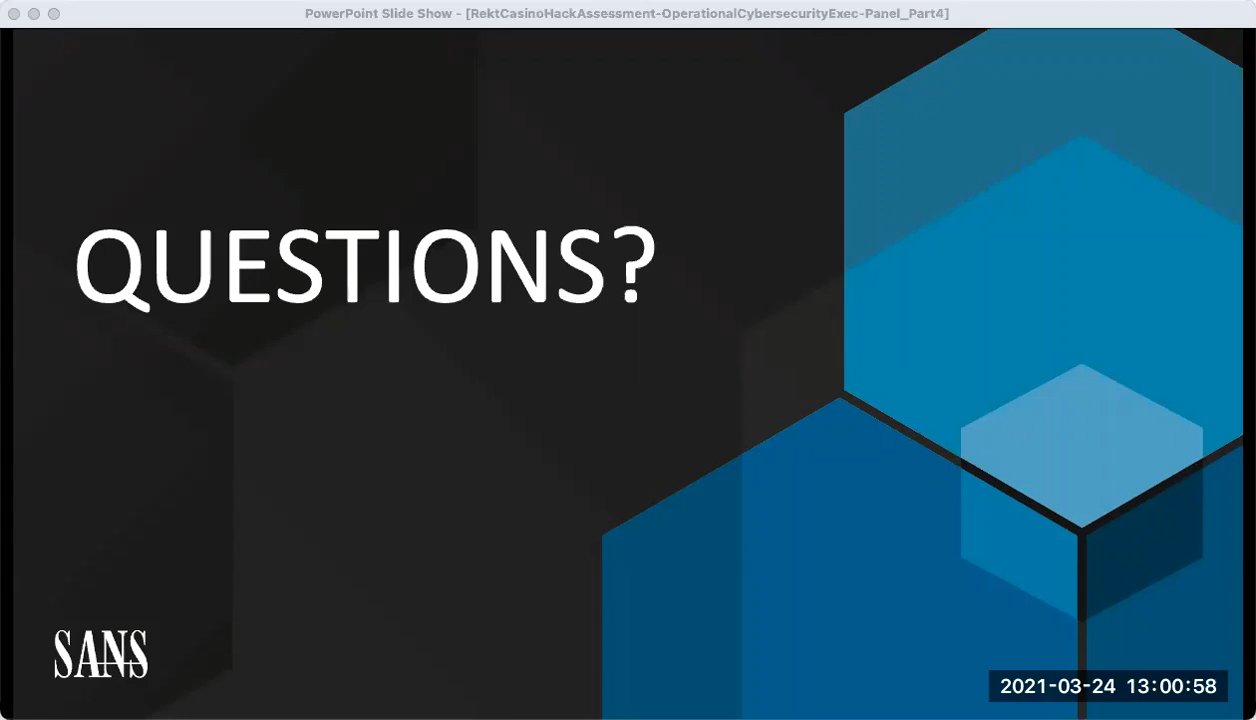 PowerPoint Slide Show - [RektCasinoHackAssessment-OperationalCybersecurityExec-Panel_Part4]
QUESTIONS?
SANS
2021-03-24 13:00:58